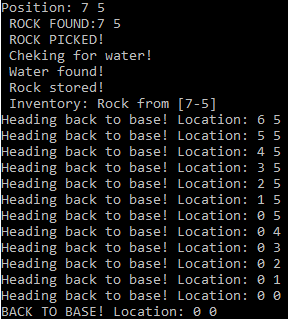 Position: 7 5
ROCK FOUND:7 5
ROCK PICKED!
Cheking for water!
Water found!
Rock stored!
Inventory: Rock from [7-5]
Heading back to base! Location: 6 5
Heading back to base! Location: 5 5
Heading back to base! Location: 4 5
Heading back to base! Location: 3 5
Heading back to base! Location: 2 5
Heading back to base! Location: 1 5
Heading back to base! Location: 0 5
Heading back to base! Location: 0 4
Heading back to base! Location: 0 3
Heading back to base! Location: 0 2
Heading back to base! Location: 0 1
Heading back to base! Location: 0 0
BACK TO BASE! Location: 0 0